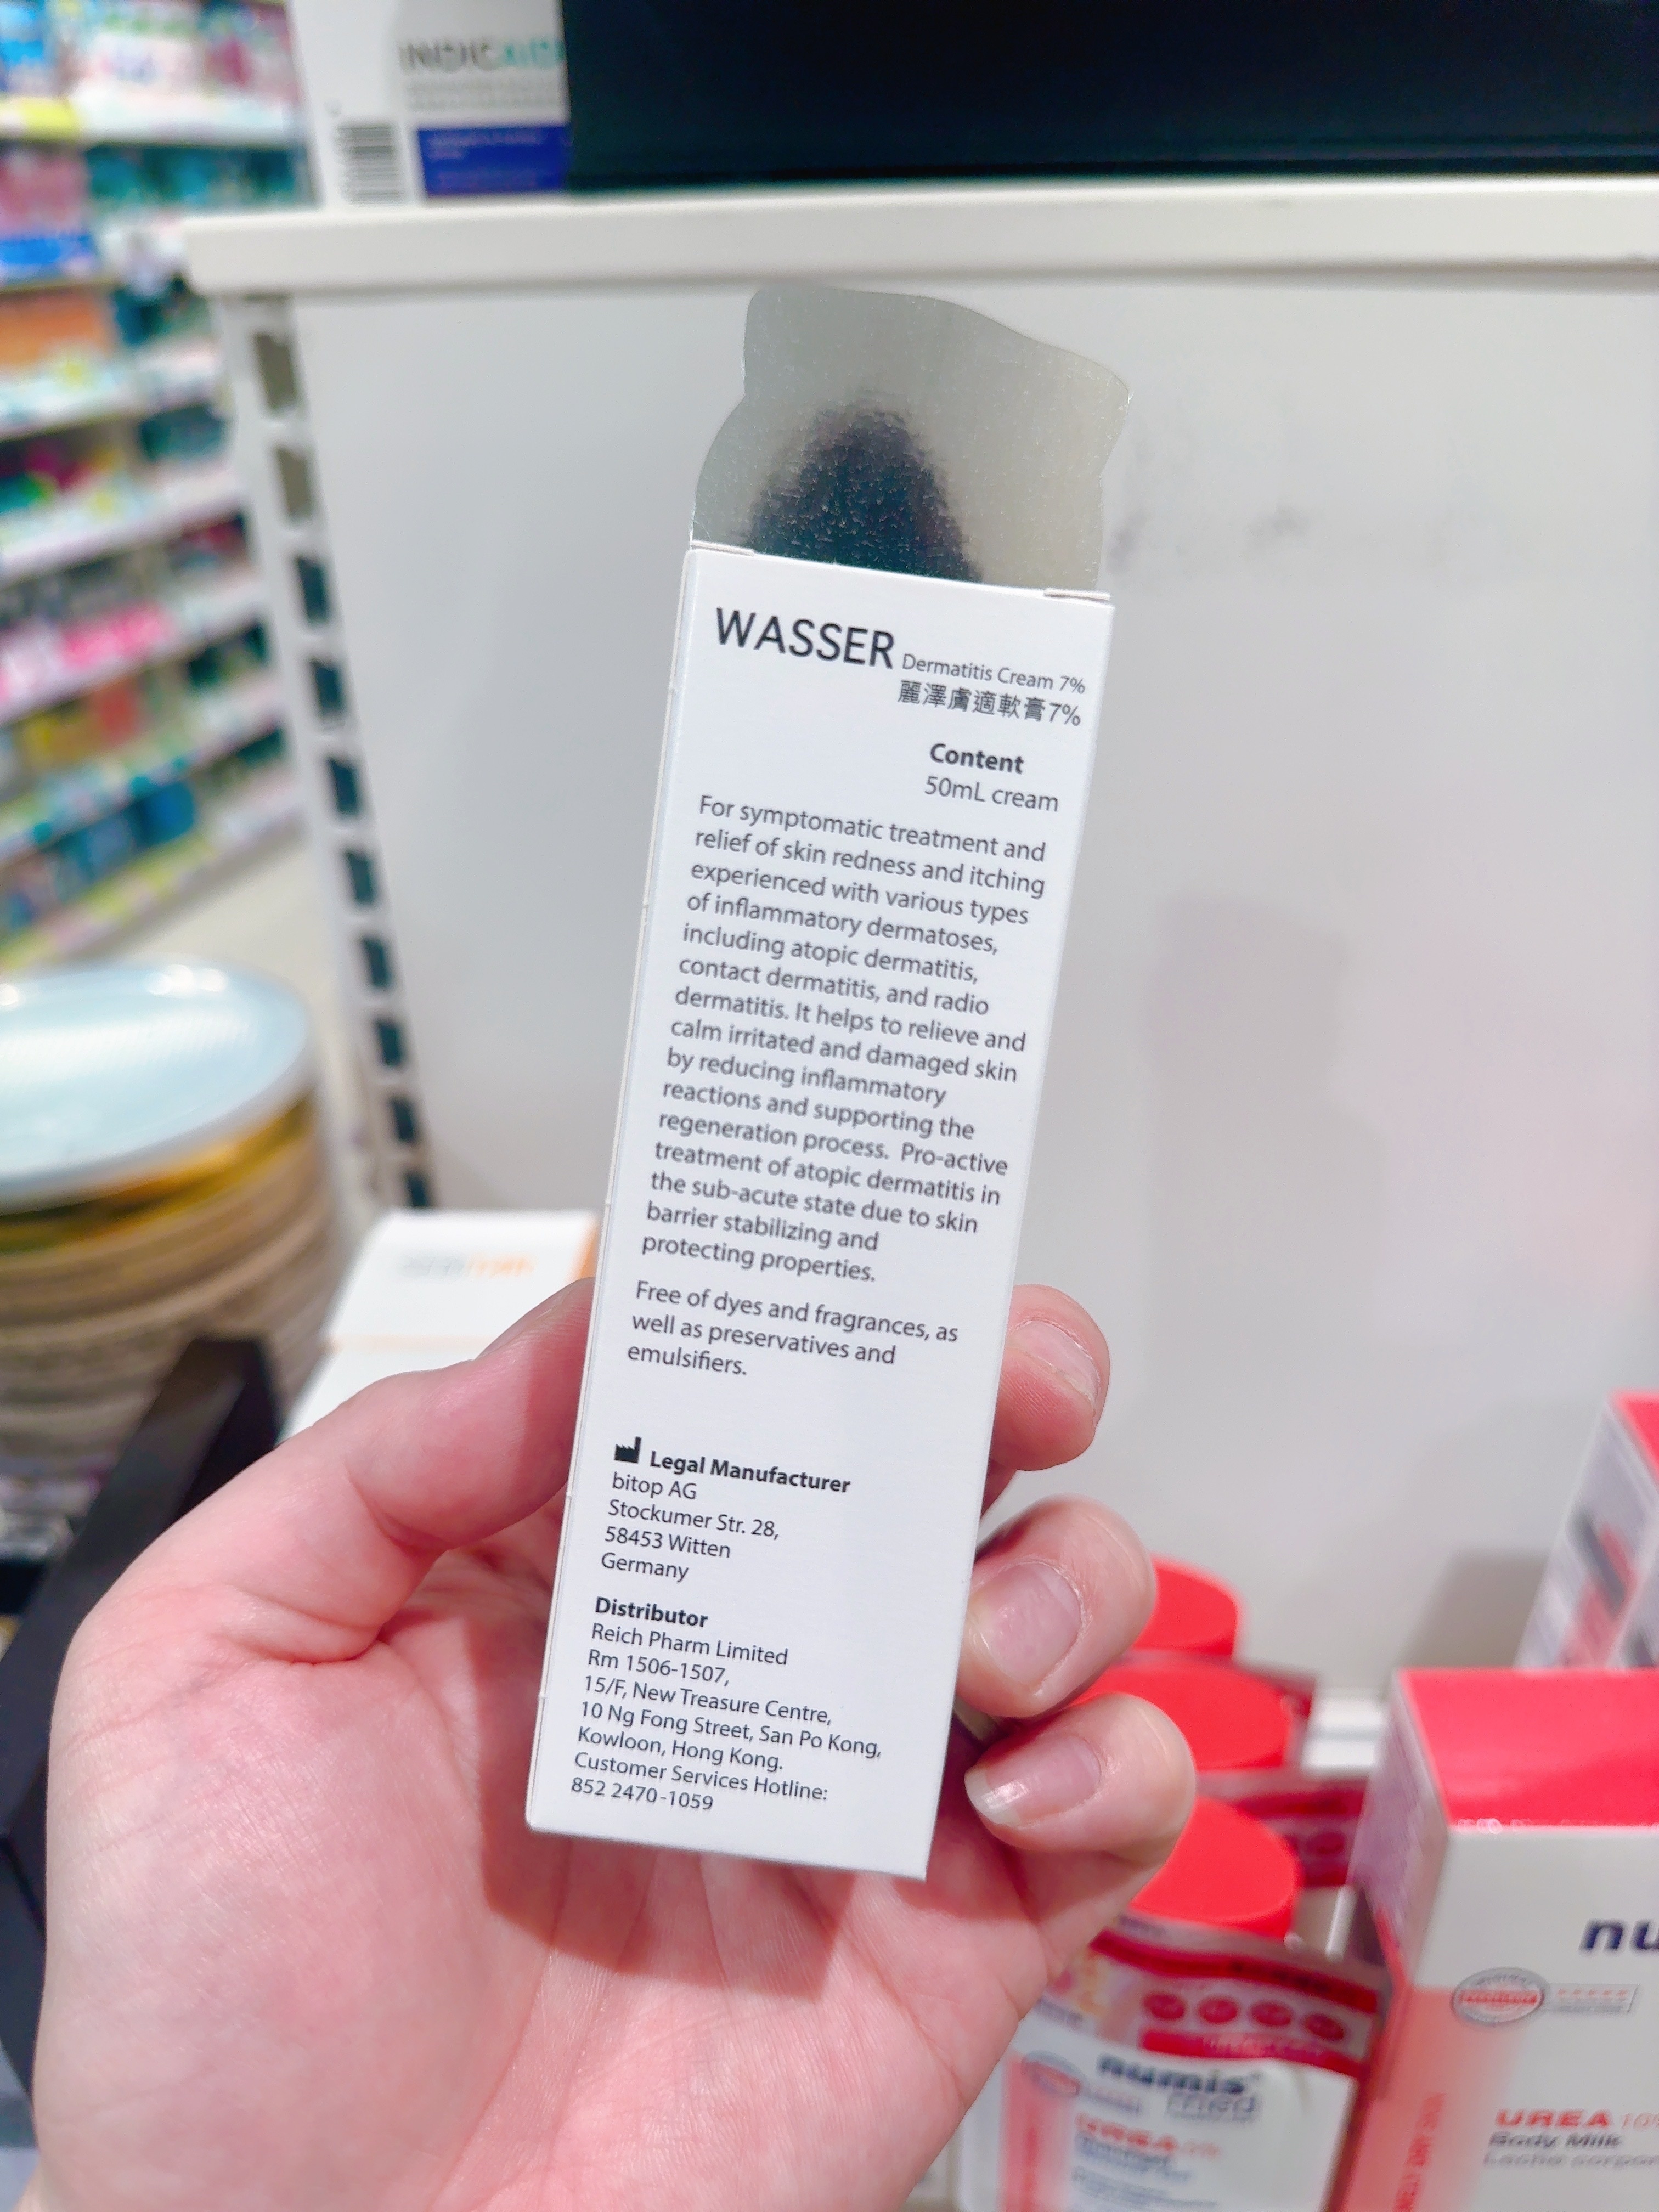 INDICAID
WASSER Dermatitis Cream 7%
麗澤膚適軟膏7%
Content
50mL cream
For symptomatic treatment and
relief of skin redness and itching
experienced with various types
of inflammatory dermatoses,
including atopic dermatitis,
contact dermatitis, and radio
dermatitis. It helps to relieve and
calm irritated and damaged skin
by reducing inflammatory
reactions and supporting the
regeneration process. Pro-active
treatment of atopic dermatitis in
the sub-acute state due to skin
barrier stabilizing and
protecting properties.
Free of dyes and fragrances, as
well as preservatives and
emulsifiers.
Legal Manufacturer
bitop AG
Stockumer Str. 28,
58453 Witten
Germany
Distributor
Reich Pharm Limited
Rm 1506-1507,
15/F, New Treasure Centre,
10 Ng Fong Street, San Po Kong,
Kowloon, Hong Kong.
Customer Services Hotline:
852 2470-1059
nu
numis
med
UREA
UREA 10
Body Milk